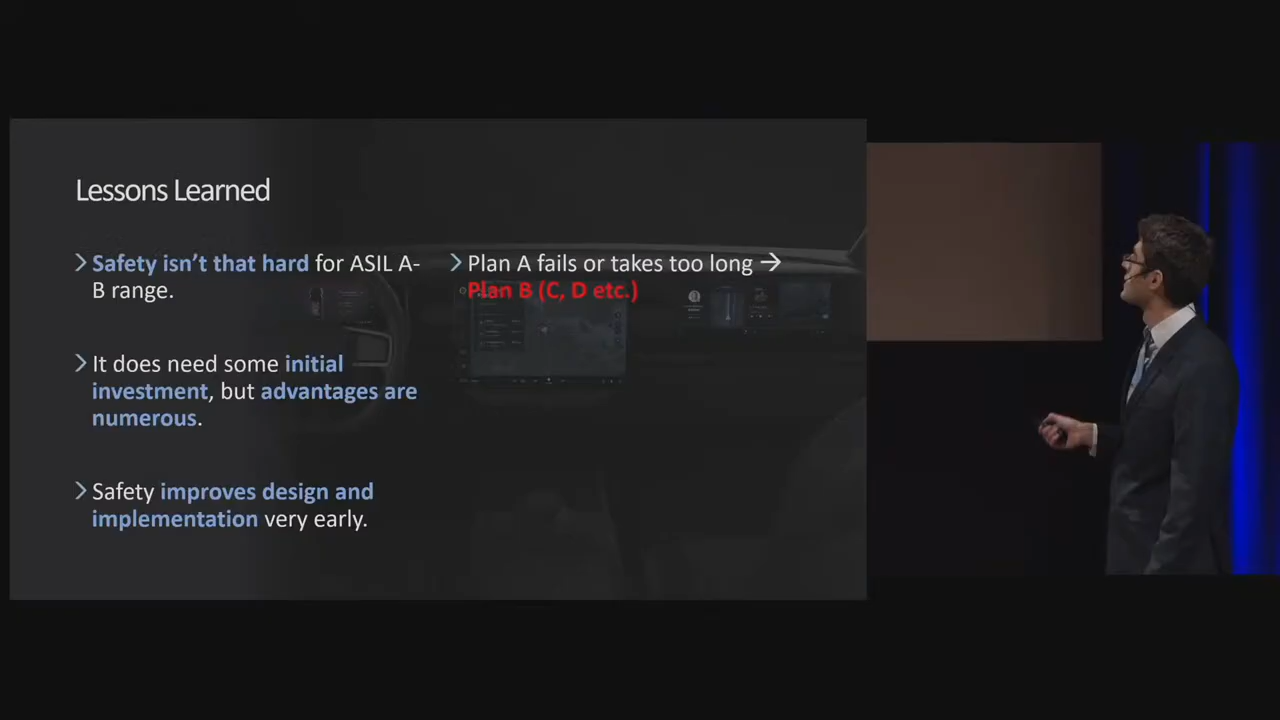 Lessons Learned
Safety isn't that hard for ASIL A-
B range.
It does need some initial
investment, but advantages are
numerous.
Safety improves design and
implementation very early.
Plan A fails or takes too long →
Plan B (C, D etc.)